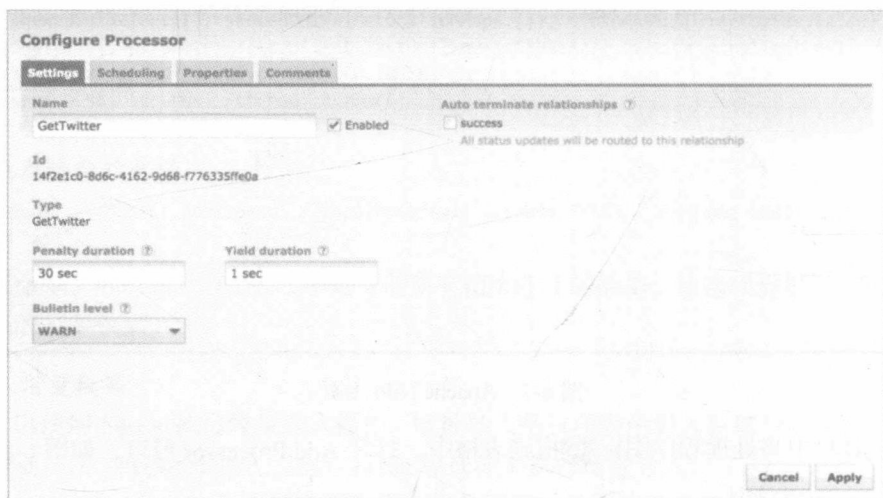 Configure Processor
Settings Scheduling Properties Comments
Name
GetTwitter
Enabled
Auto terminate relationships ?
success
All status updates will be routed to this relationship
Id
14f2e1c0-8d6c-4162-9d68-f776335ffe0a
Type
GetTwitter
Penalty duration ? Yield duration ?
30 sec 1 sec
Bulletin level ?
WARN
Cancel Apply